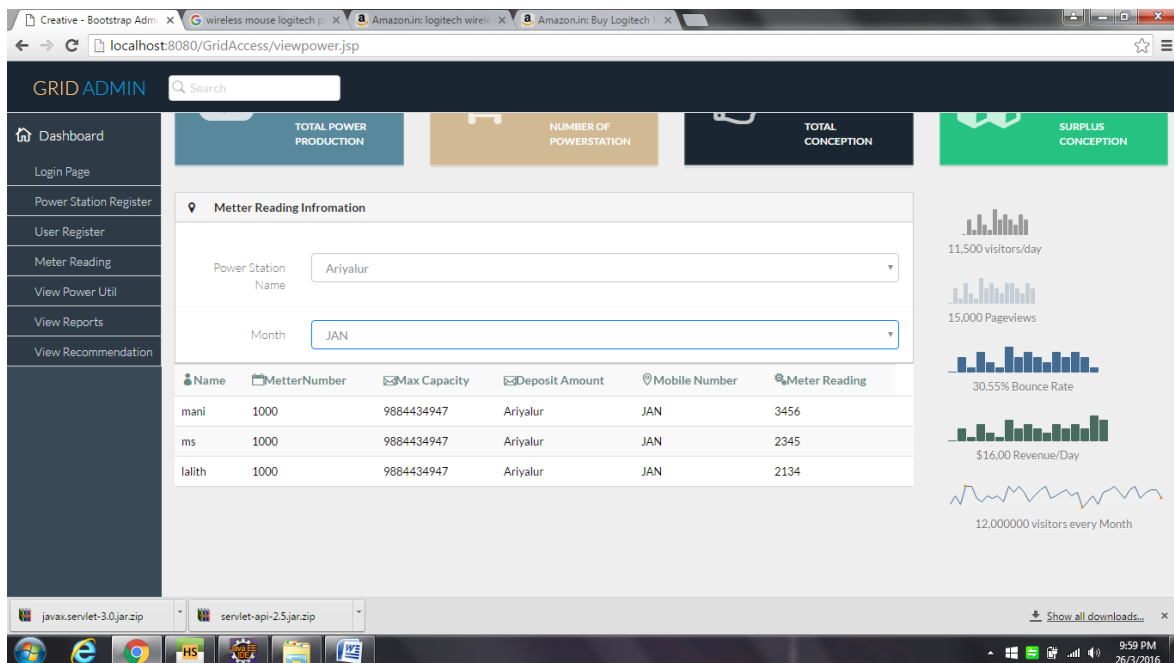 Creative - Bootstrap Admi
wireless mouse logitech p
Amazon.in: logitech wirele
Amazon.in: Buy Logitech
localhost:8080/GridAccess/viewpower.jsp
GRID ADMIN
Search
Dashboard
Login Page
Power Station Register
User Register
Meter Reading
View Power Util
View Reports
View Recommendation
TOTAL POWER
PRODUCTION
NUMBER OF
POWERSTATION
TOTAL
CONCEPTION
SURPLUS
CONCEPTION
Metter Reading Infromation
Power Station
Name
Ariyalur
Month
JAN
Name MetterNumber Max Capacity Deposit Amount Mobile Number Meter Reading
mani 1000 9884434947 Ariyalur JAN 3456
ms 1000 9884434947 Ariyalur JAN 2345
lalith 1000 9884434947 Ariyalur JAN 2134
11,500 visitors/day
15,000 Pageviews
30.55% Bounce Rate
$16,00 Revenue/Day
12,000000 visitors every Month
javax.servlet-3.0.jar.zip
servlet-api-2.5.jar.zip
Show all downloads...
HS
Java EE
IDE
9:59 PM
26/3/2016